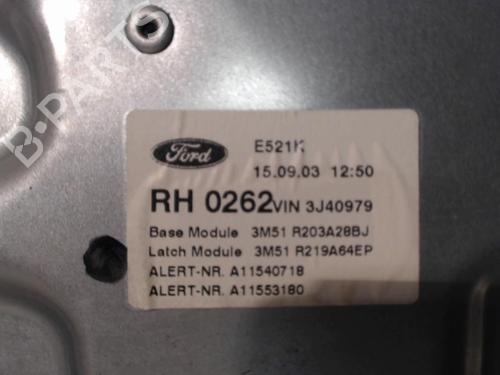 B-PARTS
Ford
E521K
15.09.03 12:50
RH 0262 VIN 3J40979
Base Module 3M51 R203A28BJ
Latch Module 3M51 R219A64EP
ALERT-NR. A11540718
ALERT-NR. A11553180